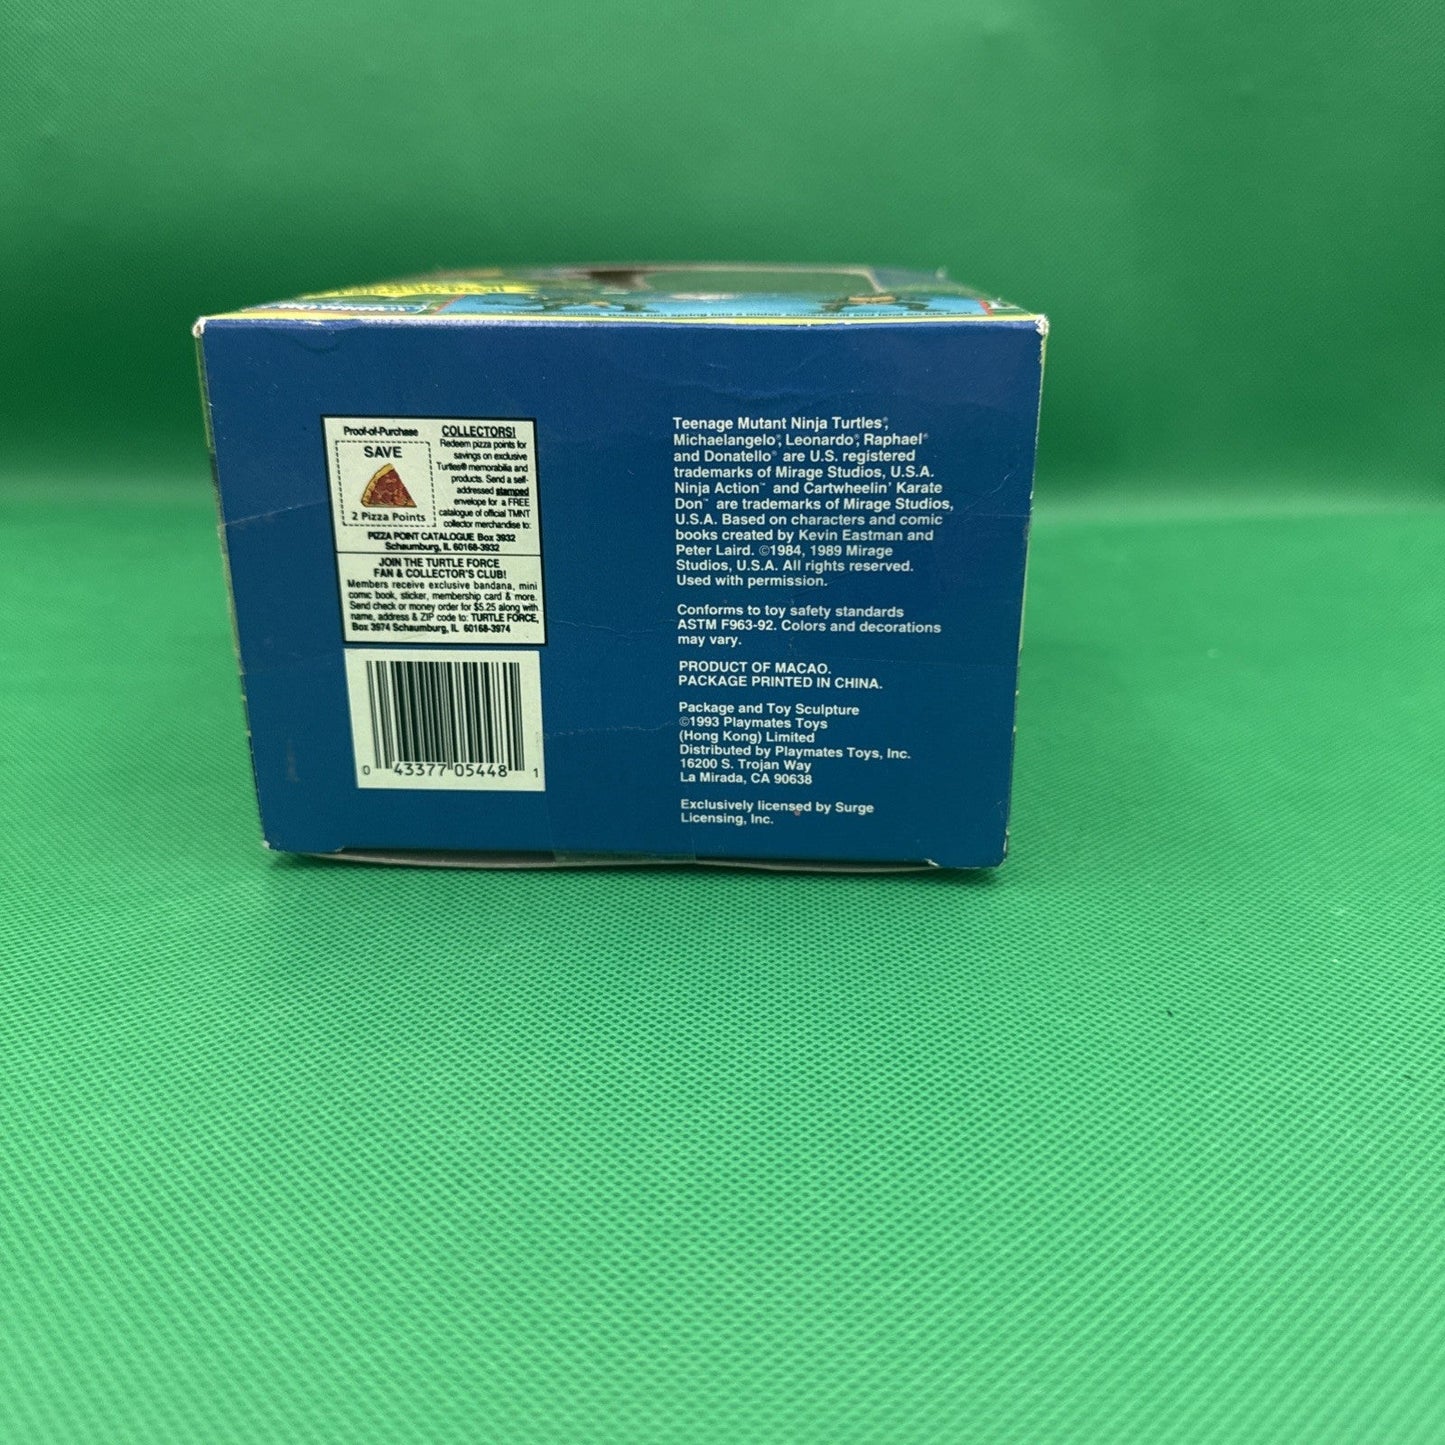 Proof-of-Purchase
SAVE
2 Pizza Points
COLLECTORS!
Redeem pizza points for
savings on exclusive
Turtles® memorabilia and
products. Send a self-
addressed stamped
envelope for a FREE
catalogue of official TMNT
collector merchandise to:
PIZZA POINT CATALOGUE Box 3932
Schaumburg, IL 60168-3932
JOIN THE TURTLE FORCE
FAN & COLLECTOR'S CLUB!
Members receive exclusive bandana, mini
comic book, sticker, membership card & more.
Send check or money order for $5.25 along with
name, address & ZIP code to: TURTLE FORCE,
Box 3974 Schaumburg, IL 60168-3974
0 43377 05448 1
Teenage Mutant Ninja Turtles®,
Michaelangelo®, Leonardo®, Raphael®
and Donatello® are U.S. registered
trademarks of Mirage Studios, U.S.A.
Ninja Action™ and Cartwheelin' Karate
Don™ are trademarks of Mirage Studios,
U.S.A. Based on characters and comic
books created by Kevin Eastman and
Peter Laird. ©1984, 1989 Mirage
Studios, U.S.A. All rights reserved.
Used with permission.
Conforms to toy safety standards
ASTM F963-92. Colors and decorations
may vary.
PRODUCT OF MACAO.
PACKAGE PRINTED IN CHINA.
Package and Toy Sculpture
©1993 Playmates Toys
(Hong Kong) Limited
Distributed by Playmates Toys, Inc.
16200 S. Trojan Way
La Mirada, CA 90638
Exclusively licensed by Surge
Licensing, Inc.